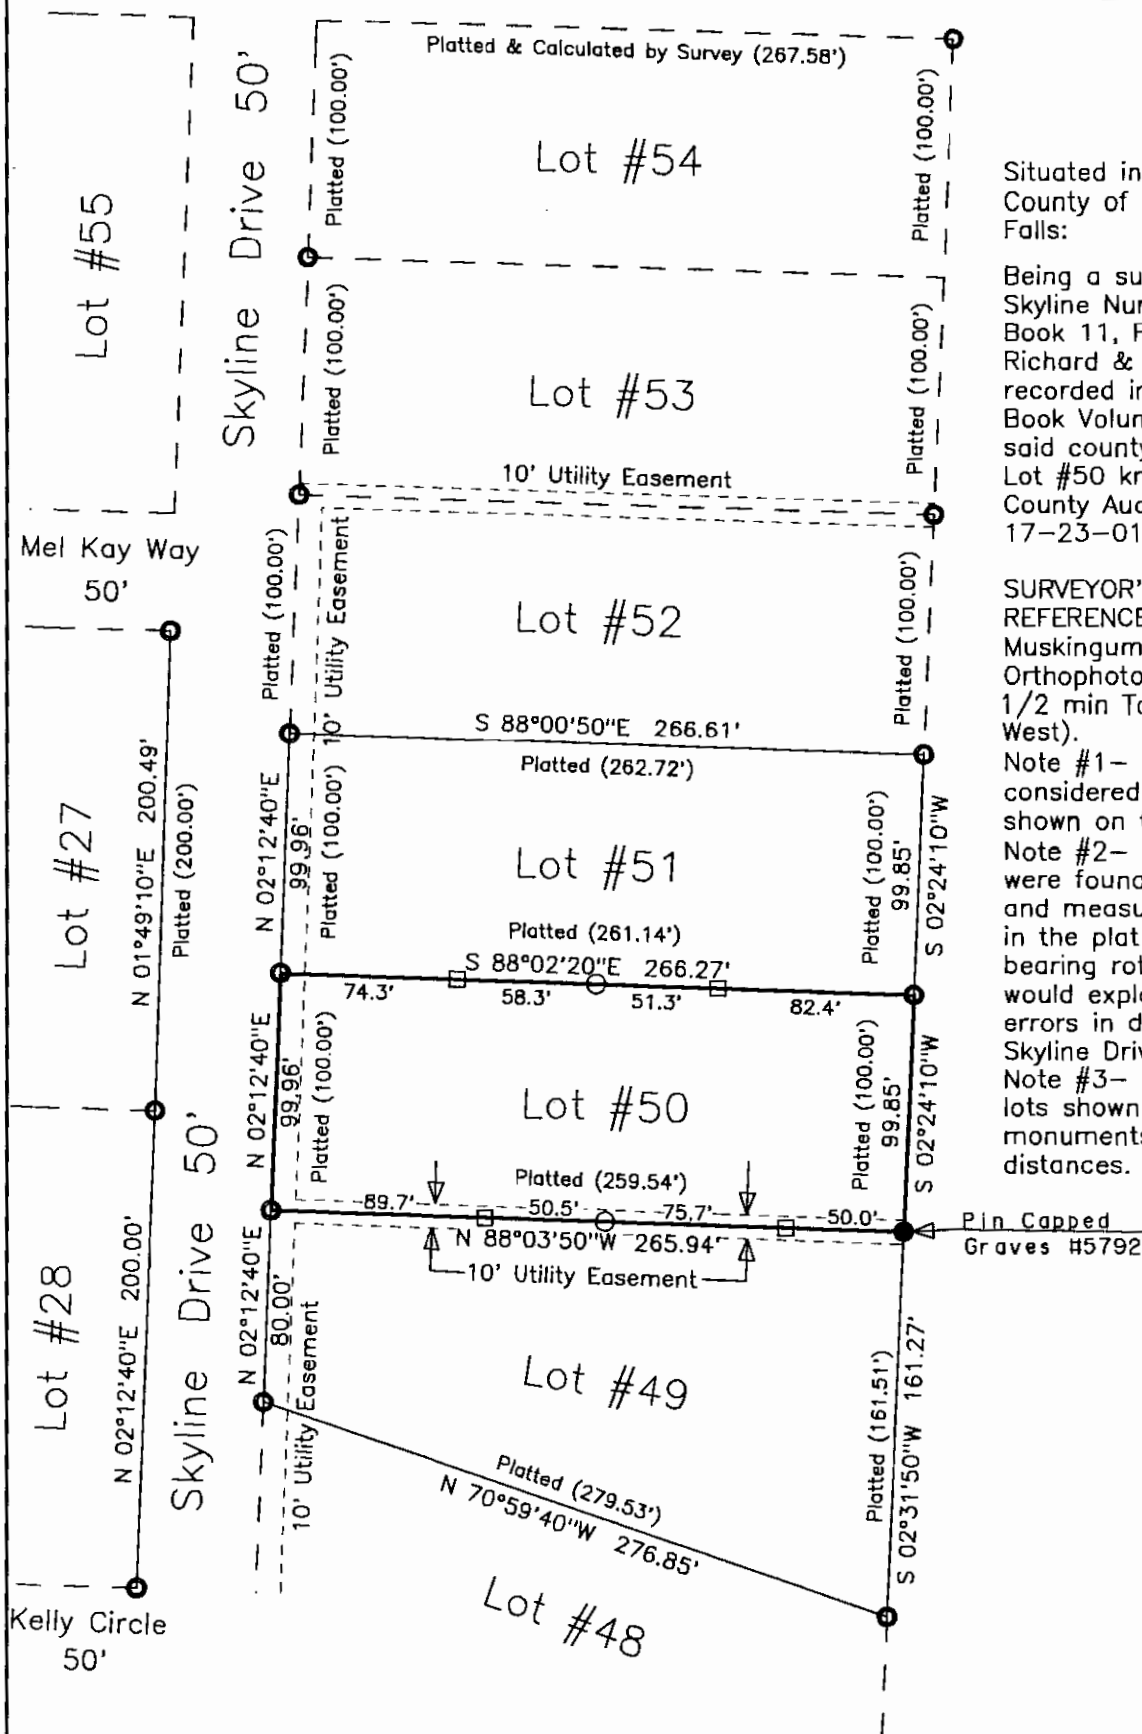 Platted & Calculated by Survey (267.58')
Platted (100.00')
Lot #54
Platted (100.00')
Lot #55
Skyline Drive 50'
Platted (100.00')
Lot #53
Platted (100.00')
10' Utility Easement
Mel Kay Way
50'
Platted (100.00')
10' Utility Easement
Lot #52
Platted (100.00')
S 88°00'50"E 266.61'
Platted (262.72')
Lot #27
N 01°49'10"E 200.49'
Platted (200.00')
N 02°12'40"E
99.96'
Platted (100.00')
Lot #51
Platted (100.00')
99.85'
S 02°24'10"W
Platted (261.14')
S 88°02'20"E 266.27'
74.3'
58.3'
51.3'
82.4'
N 02°12'40"E
99.96'
Platted (100.00')
Lot #50
Platted (100.00')
99.85'
S 02°24'10"W
Platted (259.54')
89.7'
50.5'
75.7'
50.0'
N 88°03'50"W 265.94'
10' Utility Easement
Pin Capped
Graves #5792
Lot #28
N 02°12'40"E 200.00'
Skyline Drive 50'
N 02°12'40"E
80.00'
10' Utility Easement
Lot #49
Platted (161.51')
S 02°31'50"W 161.27'
Platted (279.53')
N 70°59'40"W 276.85'
Lot #48
Kelly Circle
50'
Situated in
County of
Falls:
Being a su
Skyline Nur
Book 11, P
Richard &
recorded in
Book Volun
said county
Lot #50 kn
County Auc
17-23-01
SURVEYOR'
REFERENCE
Muskingum
Orthophoto
1/2 min To
West).
Note #1-
considered
shown on t
Note #2-
were found
and measu
in the plat
bearing rot
would explo
errors in d
Skyline Driv
Note #3-
lots shown
monuments
distances.